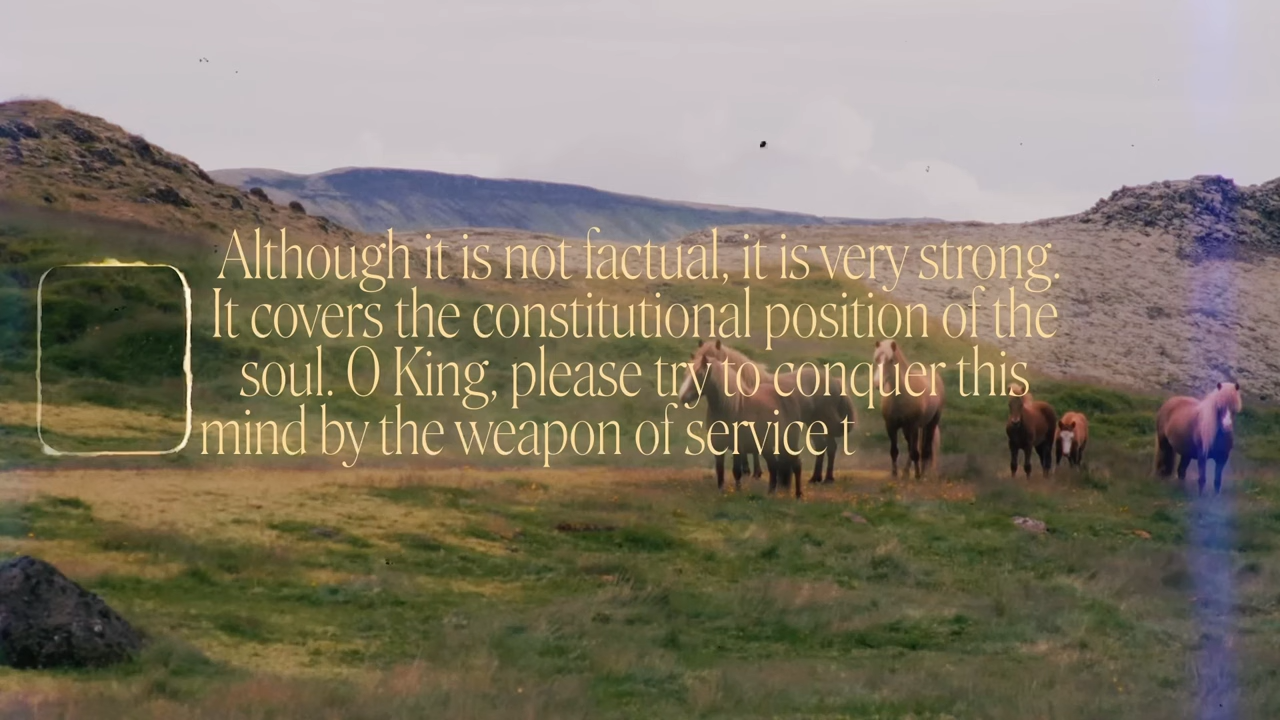 Although it is not factual, it is very strong.
It covers the constitutional position of the
soul. O King, please try to conquer this
mind by the weapon of service t